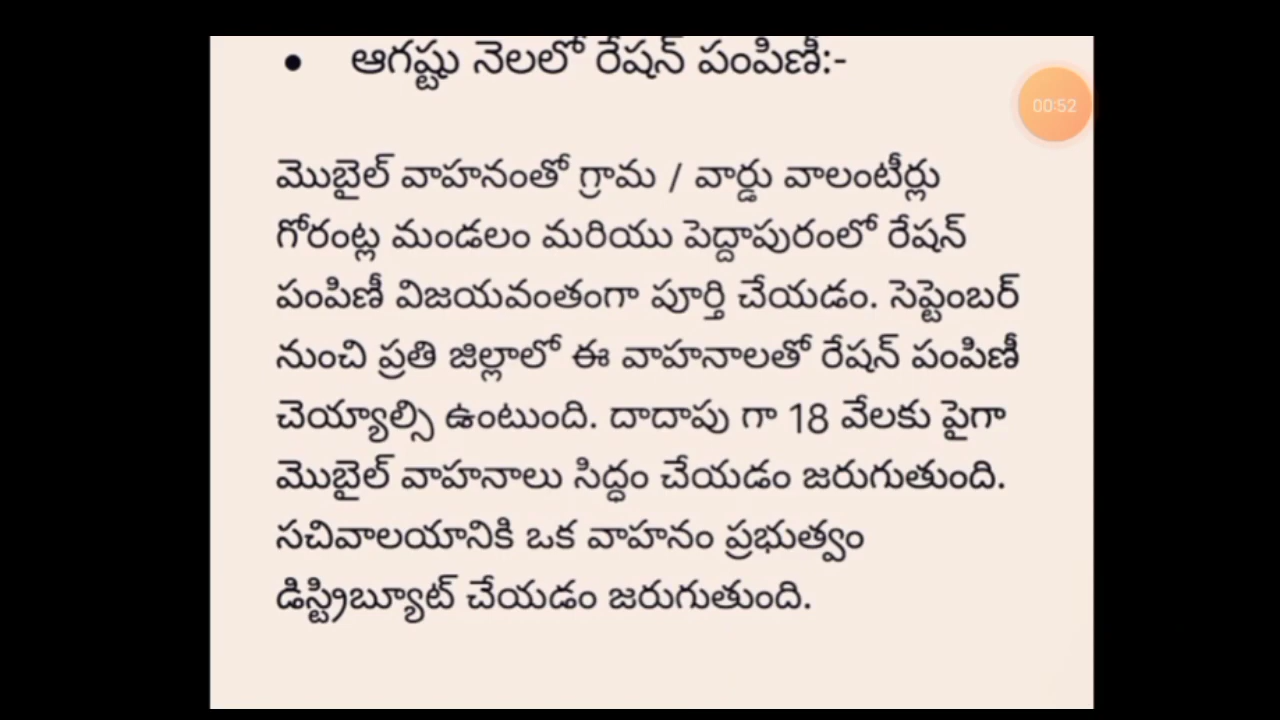 • ఆగష్టు నెలలో రేషన్ పంపిణీ:-
00:52
మొబైల్ వాహనంతో గ్రామ / వార్డు వాలంటీర్లు
గోరంట్ల మండలం మరియు పెద్దాపురంలో రేషన్
పంపిణీ విజయవంతంగా పూర్తి చేయడం. సెప్టెంబర్
నుంచి ప్రతి జిల్లాలో ఈ వాహనాలతో రేషన్ పంపిణీ
చెయ్యాల్సి ఉంటుంది. దాదాపు గా 18 వేలకు పైగా
మొబైల్ వాహనాలు సిద్ధం చేయడం జరుగుతుంది.
సచివాలయానికి ఒక వాహనం ప్రభుత్వం
డిస్ట్రిబ్యూట్ చేయడం జరుగుతుంది.